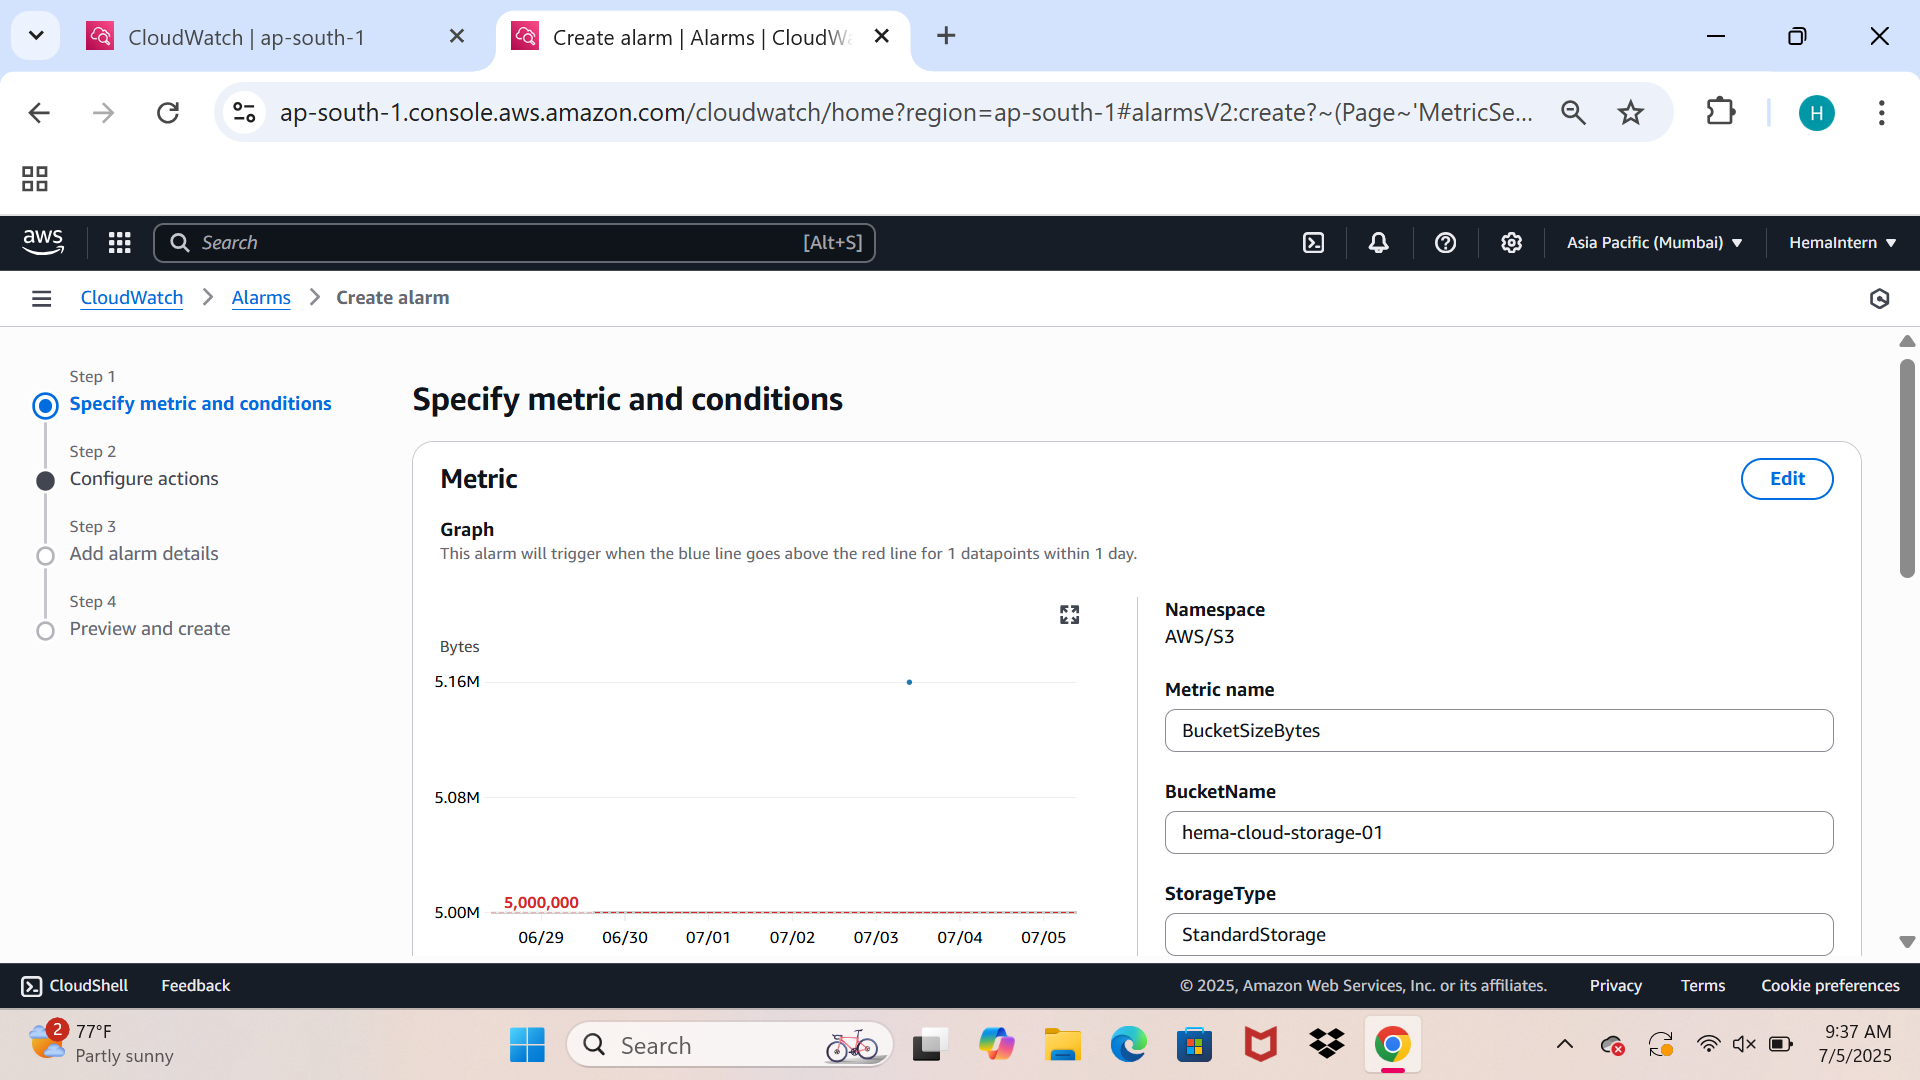 CloudWatch | ap-south-1
Create alarm | Alarms | CloudW
ap-south-1.console.aws.amazon.com/cloudwatch/home?region=ap-south-1#alarmsV2:create?~(Page~'MetricSe...
H
aws
Search
[Alt+S]
Asia Pacific (Mumbai)
HemaIntern
CloudWatch
Alarms
Create alarm
Step 1
Specify metric and conditions
Step 2
Configure actions
Step 3
Add alarm details
Step 4
Preview and create
Specify metric and conditions
Metric
Edit
Graph
This alarm will trigger when the blue line goes above the red line for 1 datapoints within 1 day.
Bytes
5.16M
5.08M
5.00M
5,000,000
06/29 06/30 07/01 07/02 07/03 07/04 07/05
Namespace
AWS/S3
Metric name
BucketSizeBytes
BucketName
hema-cloud-storage-01
StorageType
StandardStorage
CloudShell
Feedback
© 2025, Amazon Web Services, Inc. or its affiliates.
Privacy
Terms
Cookie preferences
2
77°F
Partly sunny
Search
9:37 AM
7/5/2025